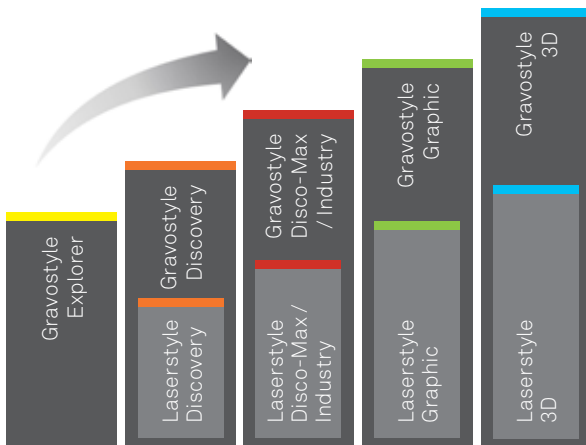 Gravostyle
Explorer
Gravostyle
Discovery
Laserstyle
Discovery
Gravostyle
Disco-Max
/ Industry
Laserstyle
Disco-Max /
Industry
Gravostyle
Graphic
Laserstyle
Graphic
Gravostyle
3D
Laserstyle
3D